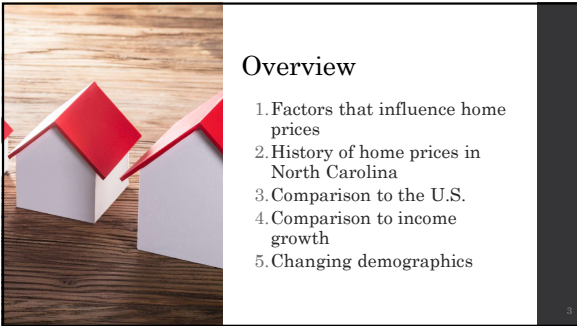 Overview
1. Factors that influence home
prices
2. History of home prices in
North Carolina
3. Comparison to the U.S.
4. Comparison to income
growth
5. Changing demographics
3